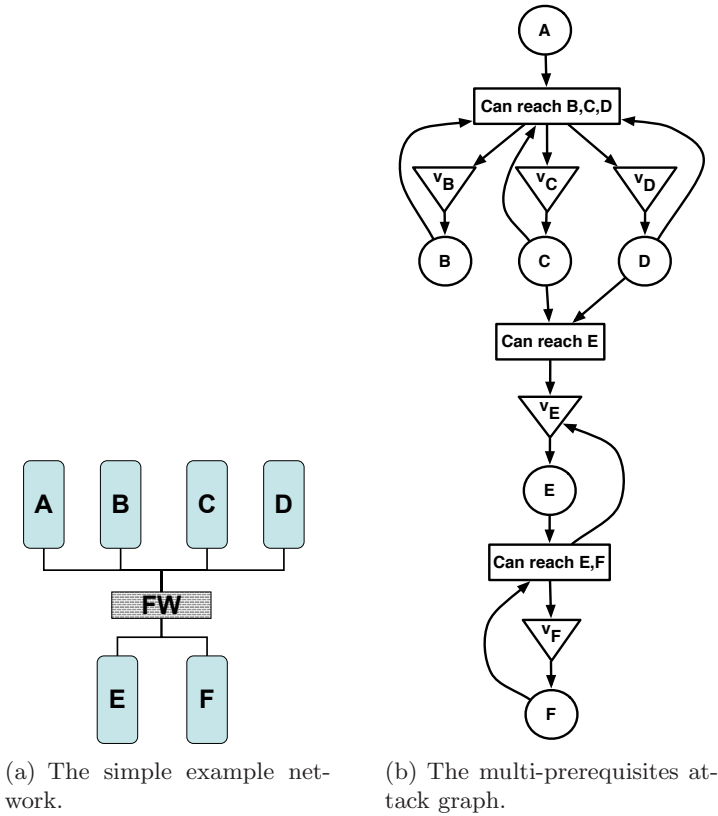 A
B
C
D
FW
E
F
(a) The simple example net-
work.
A
Can reach B,C,D
vB
vC
vD
B
C
D
Can reach E
vE
E
Can reach E,F
vF
F
(b) The multi-prerequisites at-
tack graph.